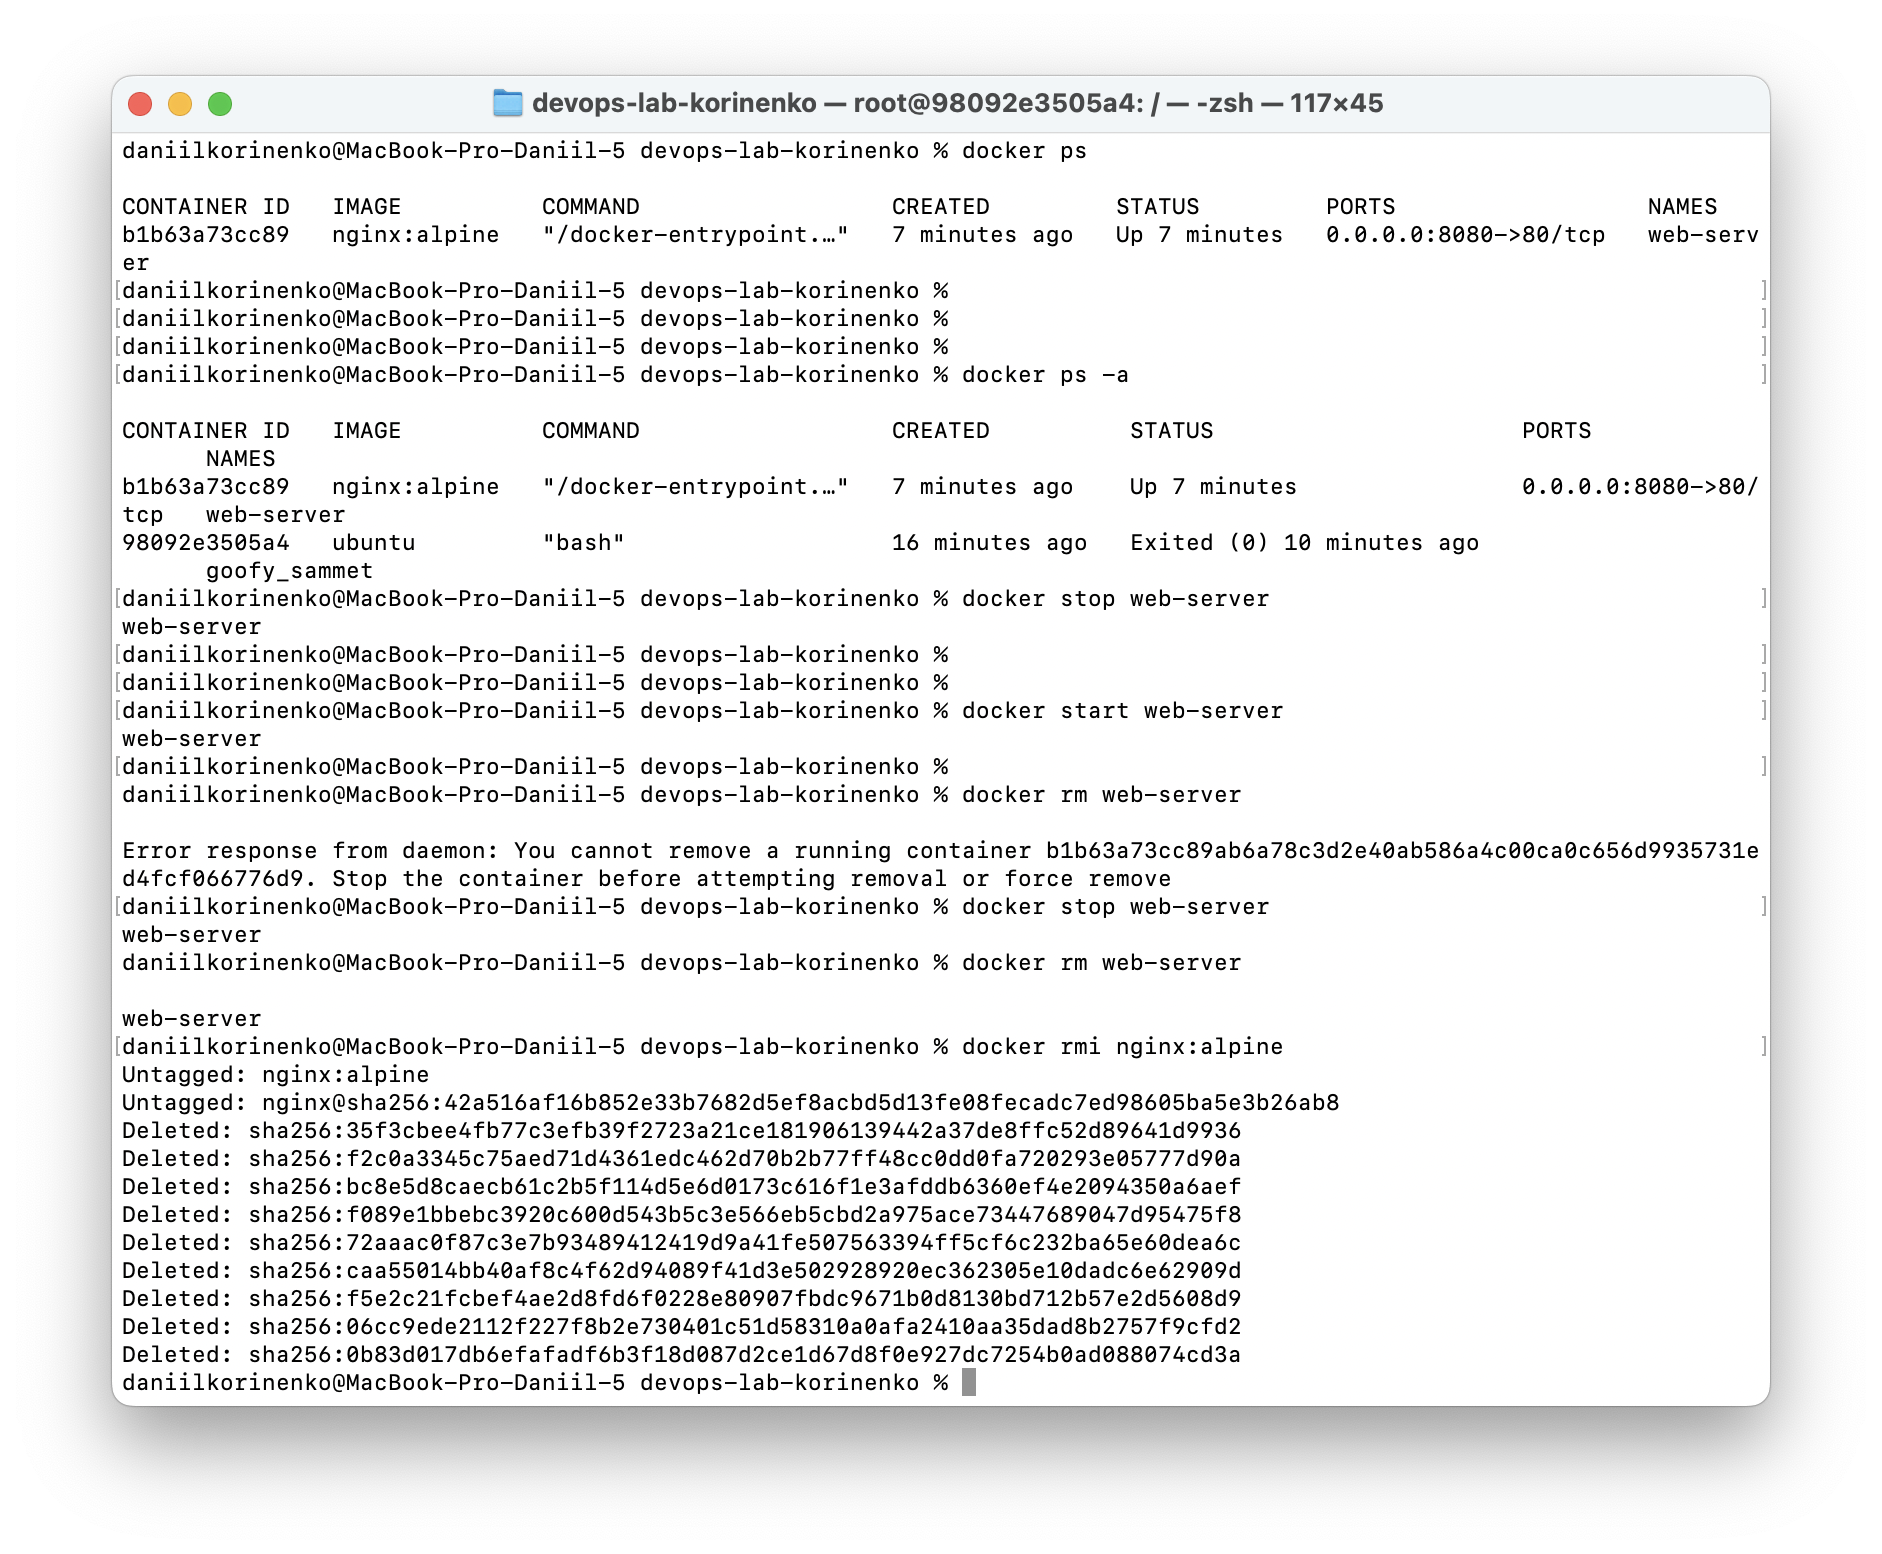 devops-lab-korinenko — root@98092e3505a4: / — -zsh — 117×45
daniilkorinenko@MacBook-Pro-Daniil-5 devops-lab-korinenko % docker ps
CONTAINER ID   IMAGE          COMMAND                  CREATED         STATUS         PORTS                  NAMES
b1b63a73cc89   nginx:alpine   "/docker-entrypoint.…"   7 minutes ago   Up 7 minutes   0.0.0.0:8080->80/tcp   web-serv
er
[daniilkorinenko@MacBook-Pro-Daniil-5 devops-lab-korinenko % ]
[daniilkorinenko@MacBook-Pro-Daniil-5 devops-lab-korinenko % ]
[daniilkorinenko@MacBook-Pro-Daniil-5 devops-lab-korinenko % ]
[daniilkorinenko@MacBook-Pro-Daniil-5 devops-lab-korinenko % docker ps -a ]
CONTAINER ID   IMAGE          COMMAND                  CREATED          STATUS                      PORTS
      NAMES
b1b63a73cc89   nginx:alpine   "/docker-entrypoint.…"   7 minutes ago    Up 7 minutes                0.0.0.0:8080->80/
tcp   web-server
98092e3505a4   ubuntu         "bash"                   16 minutes ago   Exited (0) 10 minutes ago
      goofy_sammet
[daniilkorinenko@MacBook-Pro-Daniil-5 devops-lab-korinenko % docker stop web-server ]
web-server
[daniilkorinenko@MacBook-Pro-Daniil-5 devops-lab-korinenko % ]
[daniilkorinenko@MacBook-Pro-Daniil-5 devops-lab-korinenko % ]
[daniilkorinenko@MacBook-Pro-Daniil-5 devops-lab-korinenko % docker start web-server ]
web-server
[daniilkorinenko@MacBook-Pro-Daniil-5 devops-lab-korinenko % ]
daniilkorinenko@MacBook-Pro-Daniil-5 devops-lab-korinenko % docker rm web-server
Error response from daemon: You cannot remove a running container b1b63a73cc89ab6a78c3d2e40ab586a4c00ca0c656d9935731e
d4fcf066776d9. Stop the container before attempting removal or force remove
[daniilkorinenko@MacBook-Pro-Daniil-5 devops-lab-korinenko % docker stop web-server ]
web-server
daniilkorinenko@MacBook-Pro-Daniil-5 devops-lab-korinenko % docker rm web-server
web-server
[daniilkorinenko@MacBook-Pro-Daniil-5 devops-lab-korinenko % docker rmi nginx:alpine ]
Untagged: nginx:alpine
Untagged: nginx@sha256:42a516af16b852e33b7682d5ef8acbd5d13fe08fecadc7ed98605ba5e3b26ab8
Deleted: sha256:35f3cbee4fb77c3efb39f2723a21ce181906139442a37de8ffc52d89641d9936
Deleted: sha256:f2c0a3345c75aed71d4361edc462d70b2b77ff48cc0dd0fa720293e05777d90a
Deleted: sha256:bc8e5d8caecb61c2b5f114d5e6d0173c616f1e3afddb6360ef4e2094350a6aef
Deleted: sha256:f089e1bbebc3920c600d543b5c3e566eb5cbd2a975ace73447689047d95475f8
Deleted: sha256:72aaac0f87c3e7b93489412419d9a41fe507563394ff5cf6c232ba65e60dea6c
Deleted: sha256:caa55014bb40af8c4f62d94089f41d3e502928920ec362305e10dadc6e62909d
Deleted: sha256:f5e2c21fcbef4ae2d8fd6f0228e80907fbdc9671b0d8130bd712b57e2d5608d9
Deleted: sha256:06cc9ede2112f227f8b2e730401c51d58310a0afa2410aa35dad8b2757f9cfd2
Deleted: sha256:0b83d017db6efafadf6b3f18d087d2ce1d67d8f0e927dc7254b0ad088074cd3a
daniilkorinenko@MacBook-Pro-Daniil-5 devops-lab-korinenko %